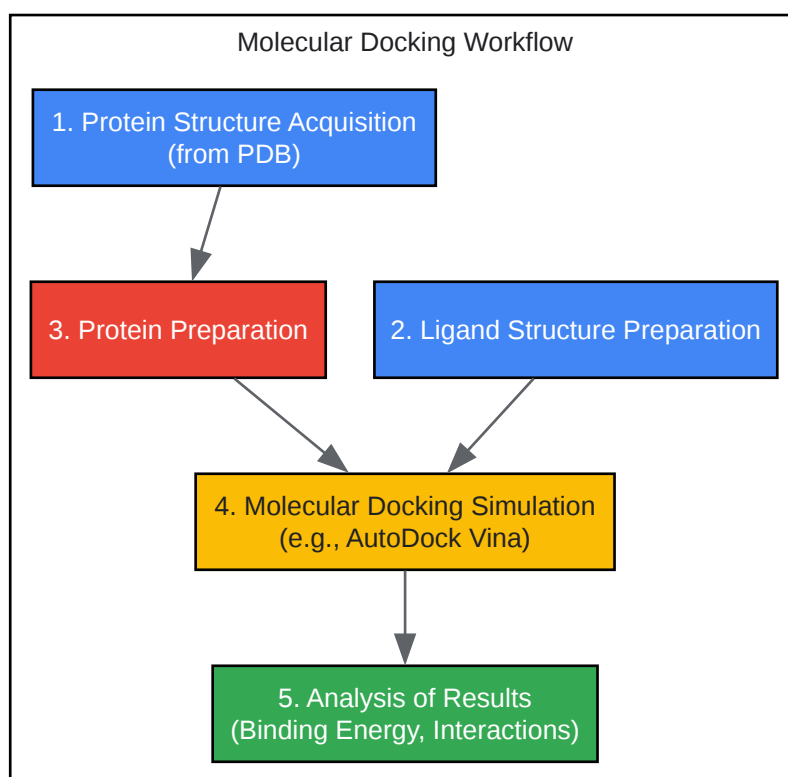 Molecular Docking Workflow
1. Protein Structure Acquisition
(from PDB)
3. Protein Preparation
2. Ligand Structure Preparation
4. Molecular Docking Simulation
(e.g., AutoDock Vina)
5. Analysis of Results
(Binding Energy, Interactions)